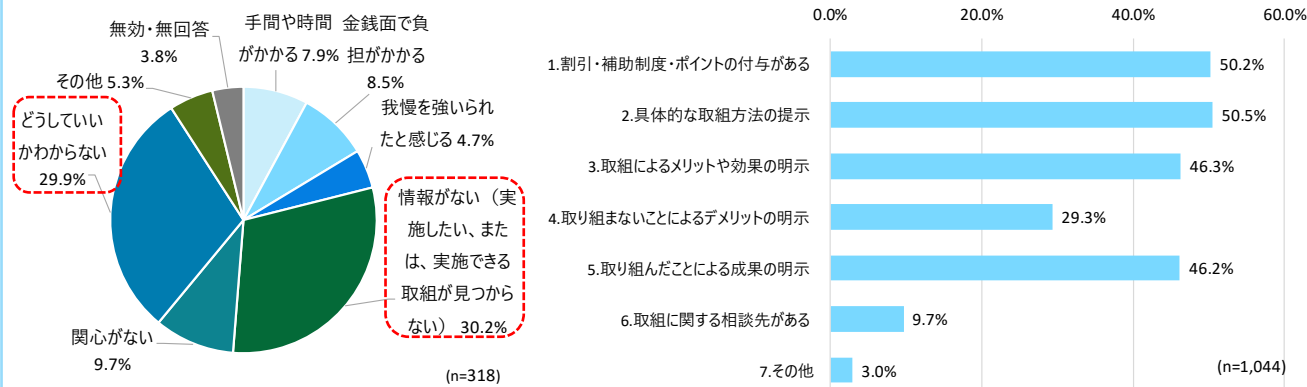 無効・無回答
3.8%
手間や時間
がかかる 7.9%
金銭面で負
担がかかる
8.5%
我慢を強いられ
たと感じる 4.7%
情報がない（実
施したい、また
は、実施できる
取組が見つから
ない） 30.2%
関心がない
9.7%
どうしていい
かわからない
29.9%
その他 5.3%
(n=318)
0.0% 20.0% 40.0% 60.0%
1.割引・補助制度・ポイントの付与がある 50.2%
2.具体的な取組方法の提示 50.5%
3.取組によるメリットや効果の明示 46.3%
4.取り組まないことによるデメリットの明示 29.3%
5.取り組んだことによる成果の明示 46.2%
6.取組に関する相談先がある 9.7%
7.その他 3.0%
(n=1,044)